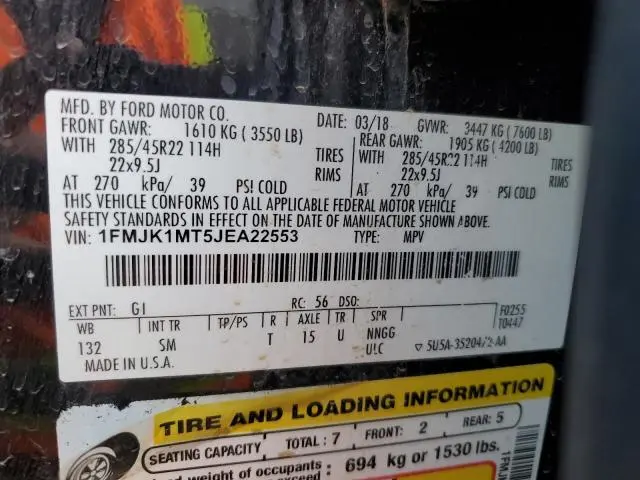 MFD. BY FORD MOTOR CO.
DATE: 03/18 GVWR: 3447 KG ( 7600 LB)
FRONT GAWR: 1610 KG ( 3550 LB) REAR GAWR: 1905 KG ( 4200 LB)
WITH 285/45R22 114H TIRES WITH 285/45R22 114H TIRES
22x9.5J RIMS 22x9.5J RIMS
AT 270 kPa/ 39 PSI COLD AT 270 kPa/ 39 PSI COLD
THIS VEHICLE CONFORMS TO ALL APPLICABLE FEDERAL MOTOR VEHICLE
SAFETY STANDARDS IN EFFECT ON THE DATE OF MANUFACTURE SHOWN ABOVE.
VIN: 1FMJK1MT5JEA22553 TYPE: MPV
EXT PNT: G1 RC: 56 DSO: F0255
WB INT TR TP/PS R AXLE TR SPR T0447
132 SM T 15 U NNGG
MADE IN U.S.A. ULC ▽ 5U5A-3520472-AA
TIRE AND LOADING INFORMATION
SEATING CAPACITY TOTAL : 7 FRONT: 2 REAR: 5
weight of occupants
694 kg or 1530 lbs.